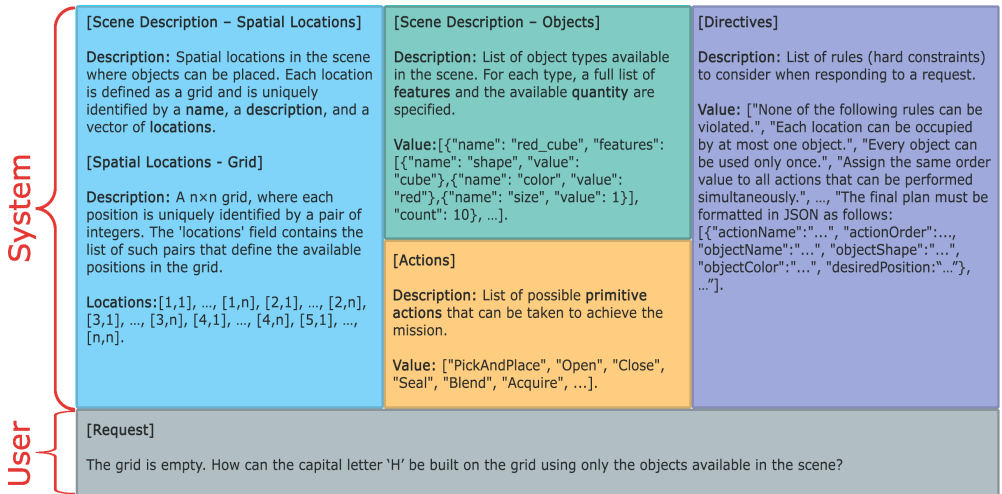 System
[Scene Description – Spatial Locations]
Description: Spatial locations in the scene
where objects can be placed. Each location
is defined as a grid and is uniquely
identified by a name, a description, and a
vector of locations.
[Spatial Locations - Grid]
Description: A n×n grid, where each
position is uniquely identified by a pair of
integers. The 'locations' field contains the
list of such pairs that define the available
positions in the grid.
Locations:[1,1], …, [1,n], [2,1], …, [2,n],
[3,1], …, [3,n], [4,1], …, [4,n], [5,1], …,
[n,n].
[Scene Description – Objects]
Description: List of object types available
in the scene. For each type, a full list of
features and the available quantity are
specified.
Value:[{"name": "red_cube", "features":
[{"name": "shape", "value":
"cube"},{"name": "color", "value":
"red"},{"name": "size", "value": 1}],
"count": 10}, …].
[Actions]
Description: List of possible primitive
actions that can be taken to achieve the
mission.
Value: ["PickAndPlace", "Open", "Close",
"Seal", "Blend", "Acquire", ...].
[Directives]
Description: List of rules (hard constraints)
to consider when responding to a request.
Value: ["None of the following rules can be
violated.", "Each location can be occupied
by at most one object.", "Every object can
be used only once.", "Assign the same order
value to all actions that can be performed
simultaneously.", …, "The final plan must be
formatted in JSON as follows:
[{"actionName":"...", "actionOrder":...,
"objectName":"...", "objectShape":"...",
"objectColor":"...", "desiredPosition:“…”},
…”].
User
[Request]
The grid is empty. How can the capital letter ‘H’ be built on the grid using only the objects available in the scene?